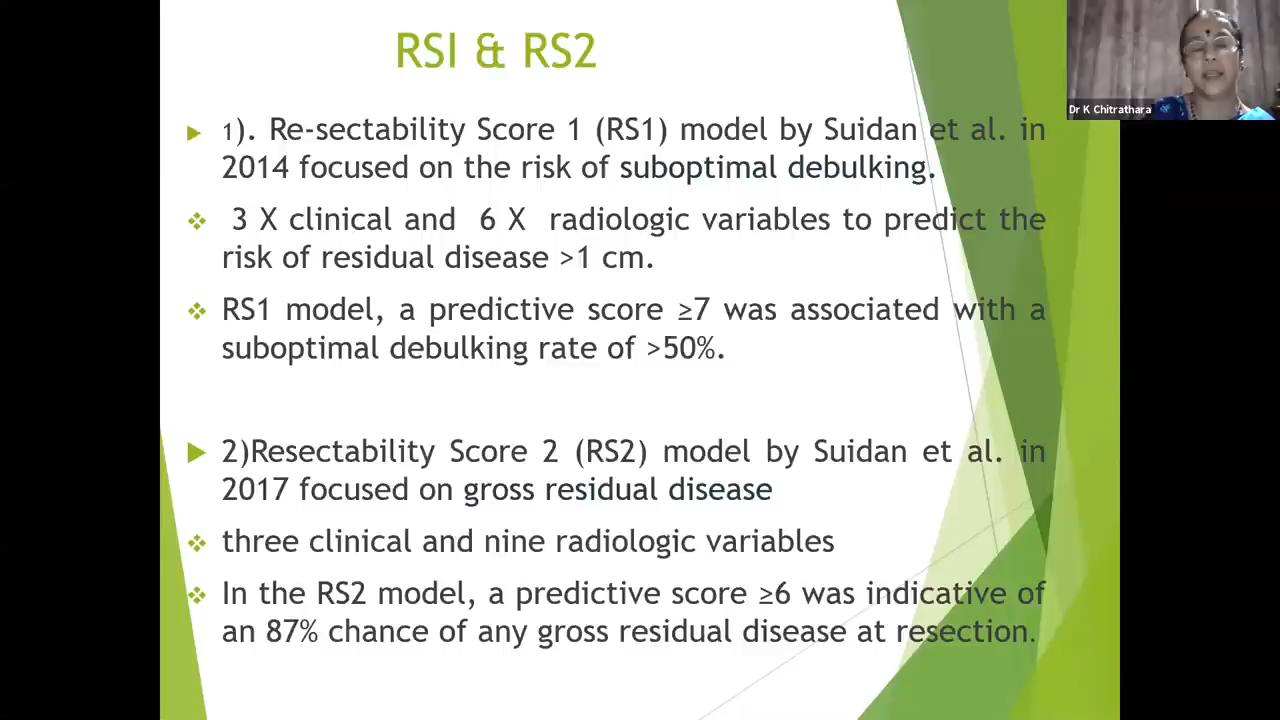 RSI & RS2
Dr K Chitrathara
1). Re-sectability Score 1 (RS1) model by Suidan et al. in
2014 focused on the risk of suboptimal debulking.
3 X clinical and 6 X radiologic variables to predict the
risk of residual disease >1 cm.
RS1 model, a predictive score ≥7 was associated with a
suboptimal debulking rate of >50%.
2)Resectability Score 2 (RS2) model by Suidan et al. in
2017 focused on gross residual disease
three clinical and nine radiologic variables
In the RS2 model, a predictive score ≥6 was indicative of
an 87% chance of any gross residual disease at resection.